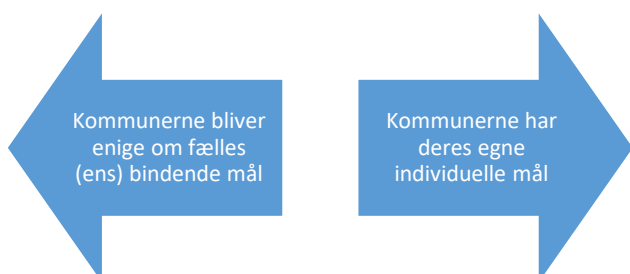 Kommunerne bliver
enige om fælles
(ens) bindende mål
Kommunerne har
deres egne
individuelle mål